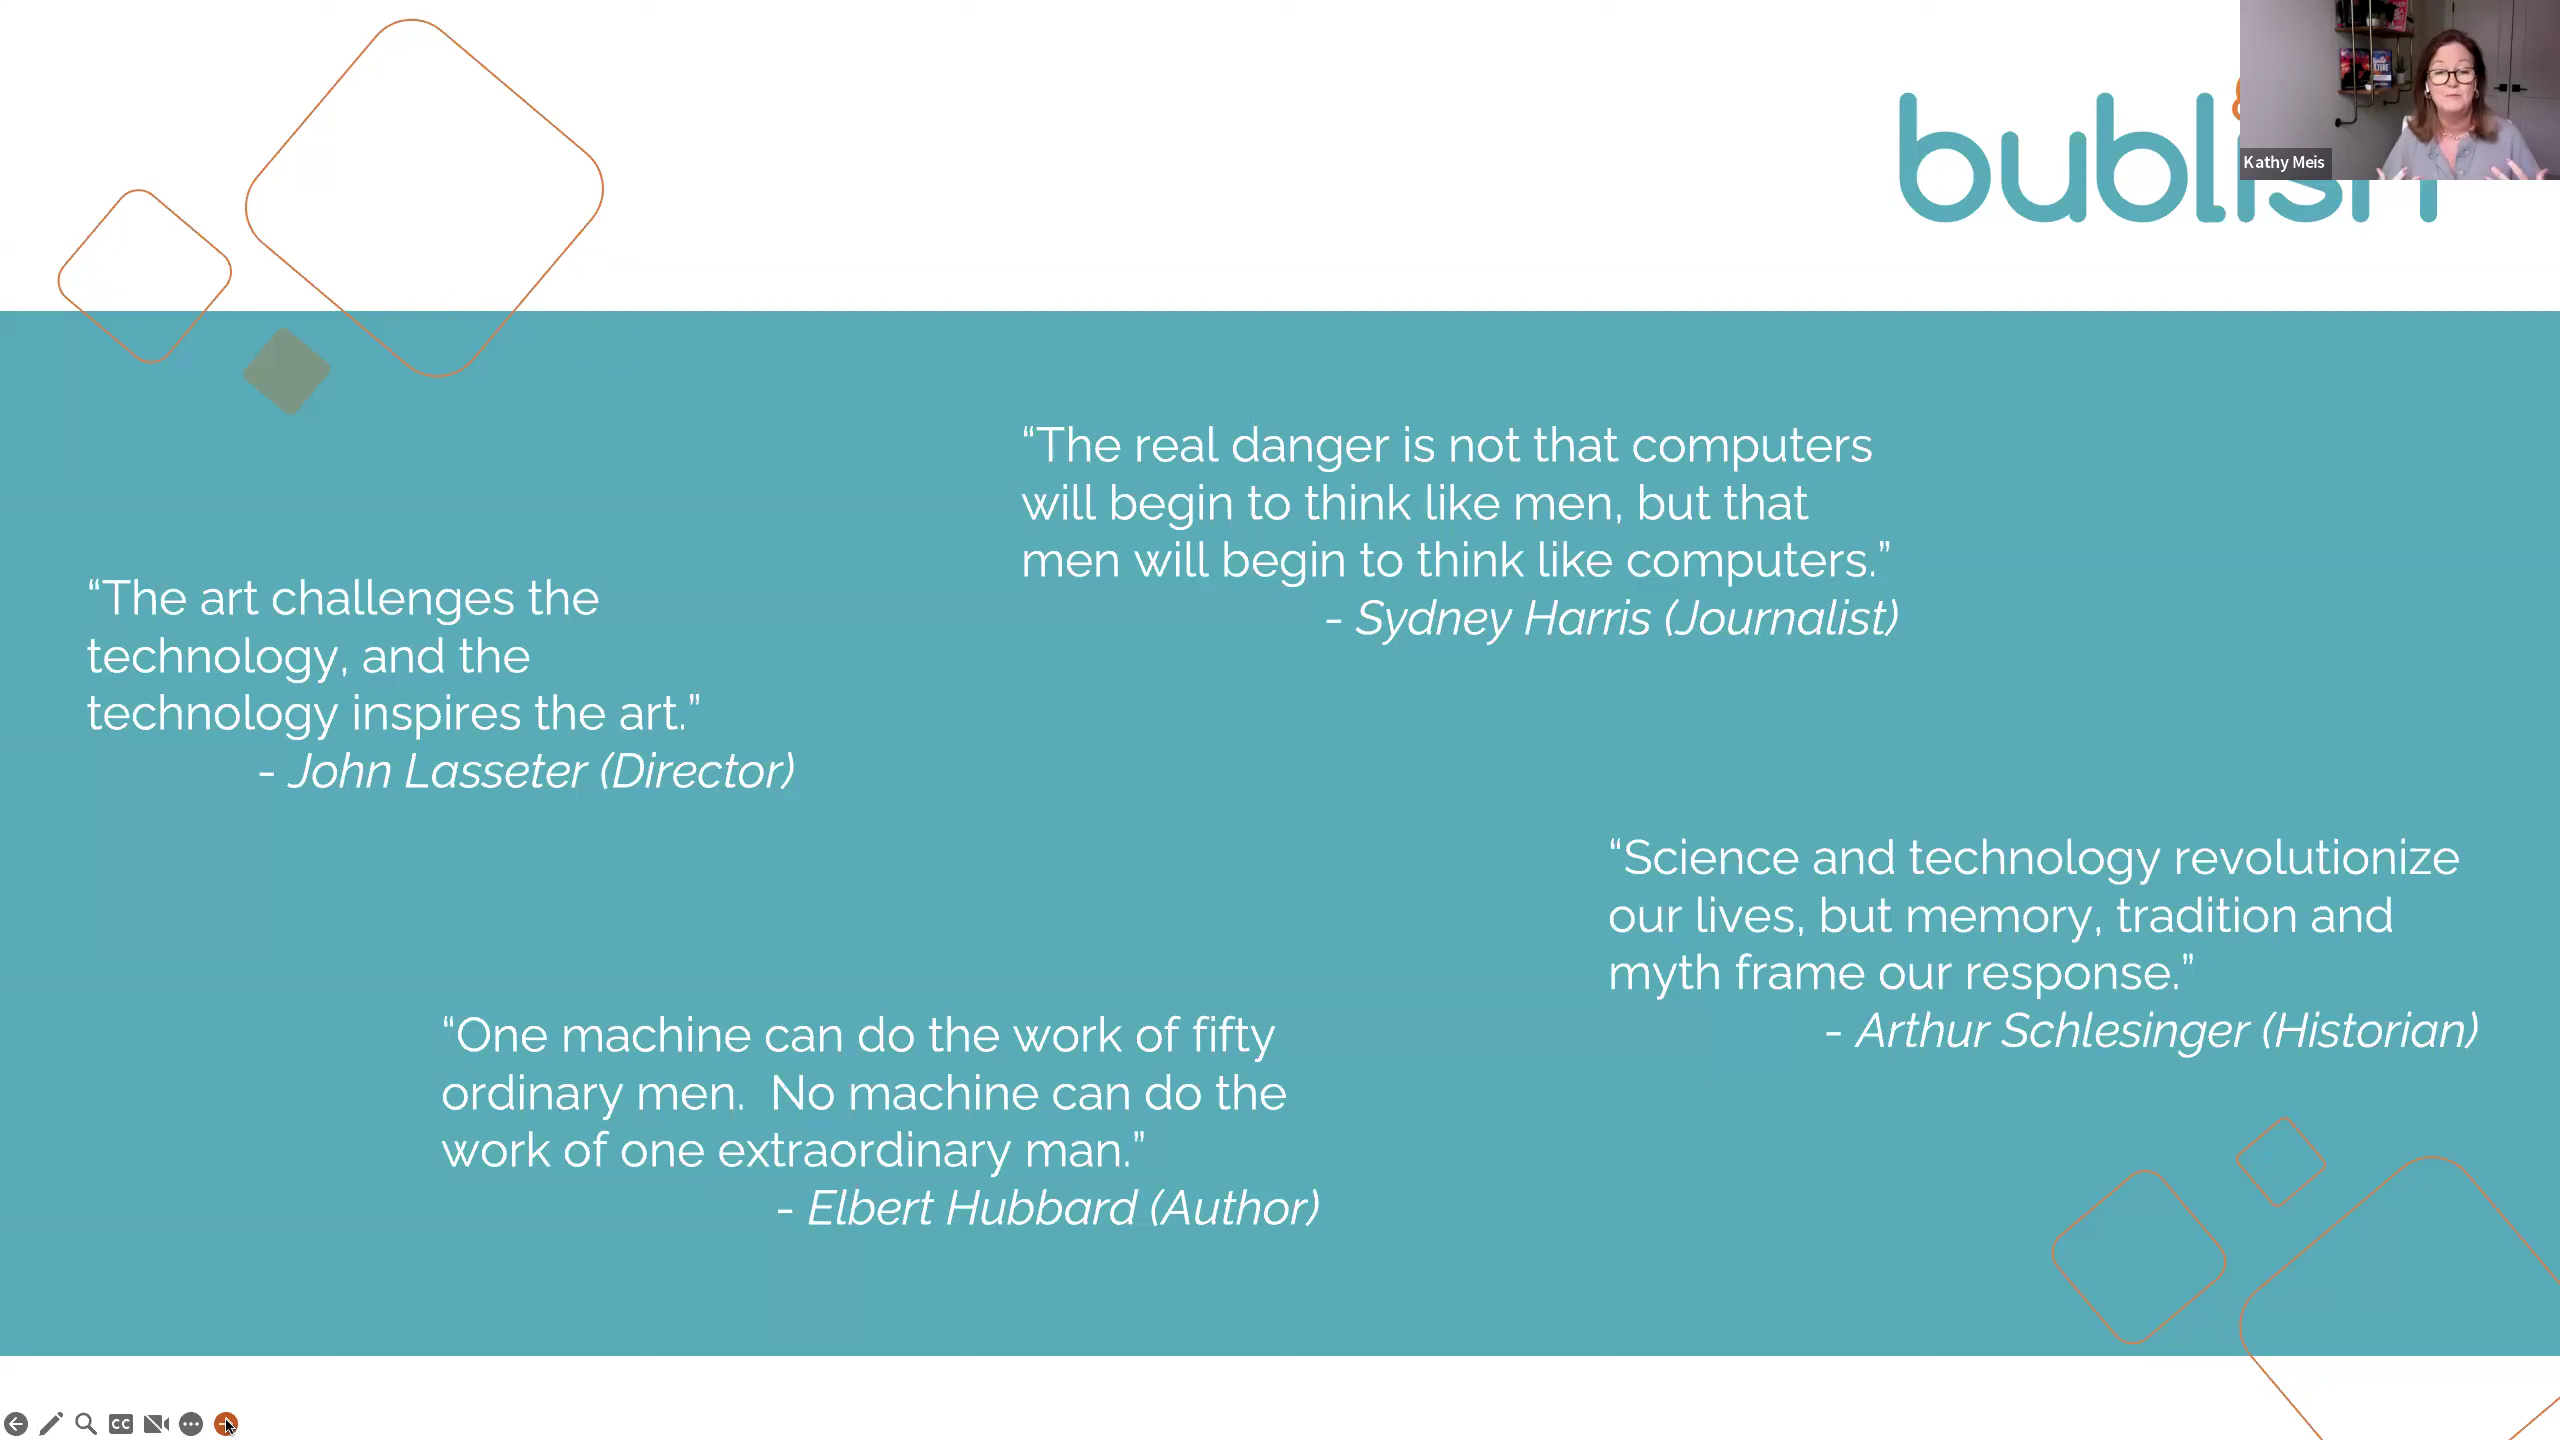 bublish
Kathy Meis
“The real danger is not that computers
will begin to think like men, but that
men will begin to think like computers.”
- Sydney Harris (Journalist)
“The art challenges the
technology, and the
technology inspires the art.”
- John Lasseter (Director)
“Science and technology revolutionize
our lives, but memory, tradition and
myth frame our response.”
- Arthur Schlesinger (Historian)
“One machine can do the work of fifty
ordinary men.  No machine can do the
work of one extraordinary man.”
- Elbert Hubbard (Author)
CC